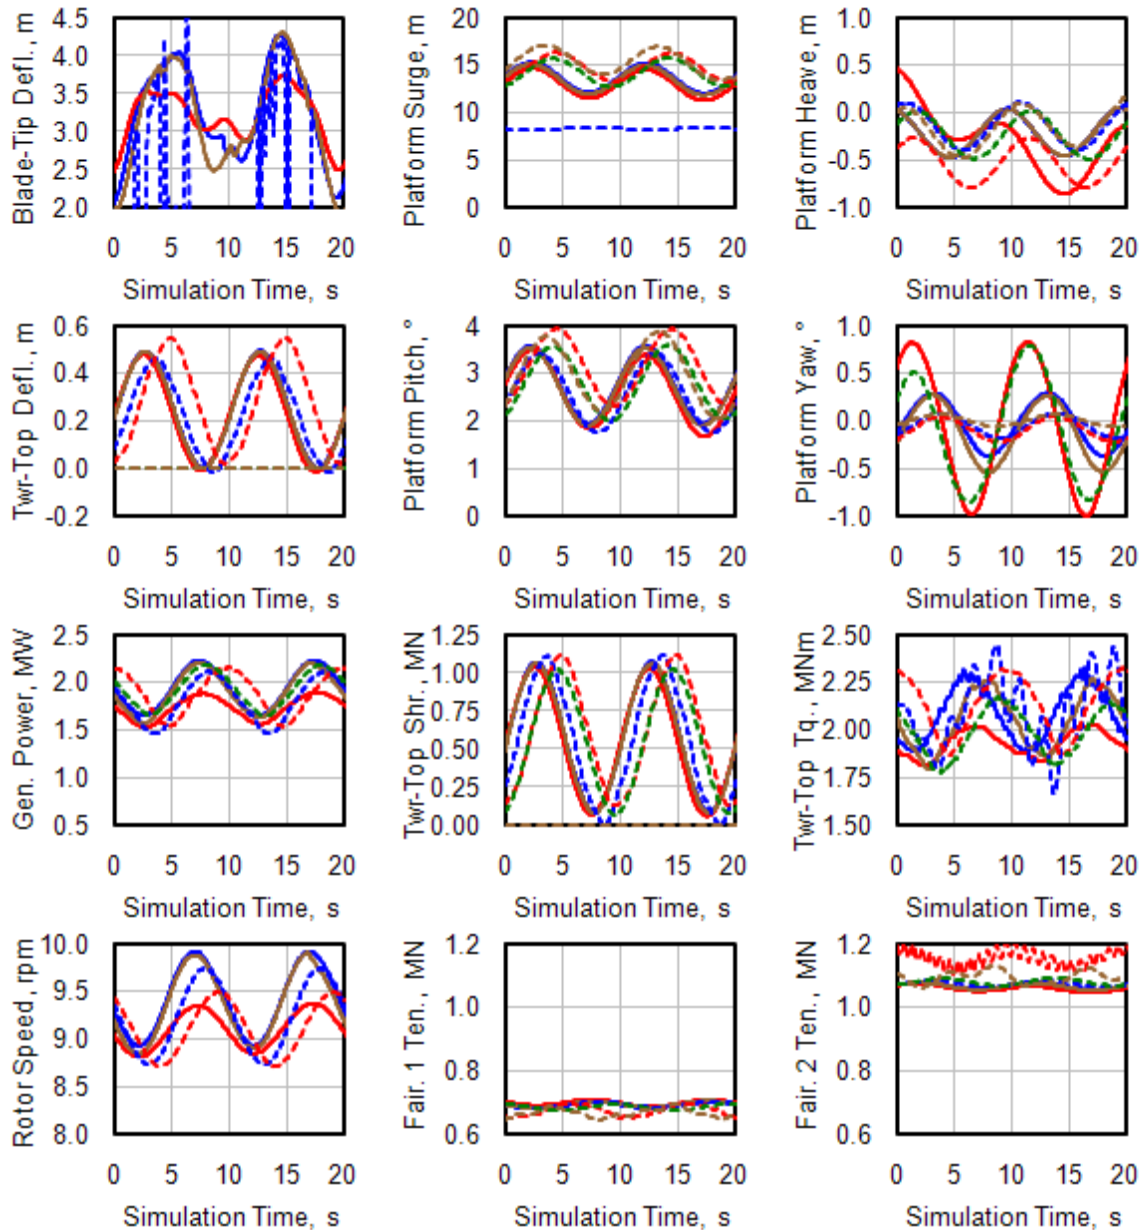 Blade-Tip Defl., m
4.5
4.0
3.5
3.0
2.5
2.0
0 5 10 15 20
Simulation Time, s
Platform Surge, m
20
15
10
5
0
0 5 10 15 20
Simulation Time, s
Platform Heave, m
1.0
0.5
0.0
-0.5
-1.0
0 5 10 15 20
Simulation Time, s
Twr-Top Defl., m
0.6
0.4
0.2
0.0
-0.2
0 5 10 15 20
Simulation Time, s
Platform Pitch, °
4
3
2
1
0
0 5 10 15 20
Simulation Time, s
Platform Yaw, °
1.0
0.5
0.0
-0.5
-1.0
0 5 10 15 20
Simulation Time, s
Gen. Power, MW
2.5
2.0
1.5
1.0
0.5
0 5 10 15 20
Simulation Time, s
Twr-Top Shr., MN
1.25
1.00
0.75
0.50
0.25
0.00
0 5 10 15 20
Simulation Time, s
Twr-Top Tq., MNm
2.50
2.25
2.00
1.75
1.50
0 5 10 15 20
Simulation Time, s
Rotor Speed, rpm
10.0
9.5
9.0
8.5
8.0
0 5 10 15 20
Simulation Time, s
Fair. 1 Ten., MN
1.2
1.0
0.8
0.6
0 5 10 15 20
Simulation Time, s
Fair. 2 Ten., MN
1.2
1.0
0.8
0.6
0 5 10 15 20
Simulation Time, s